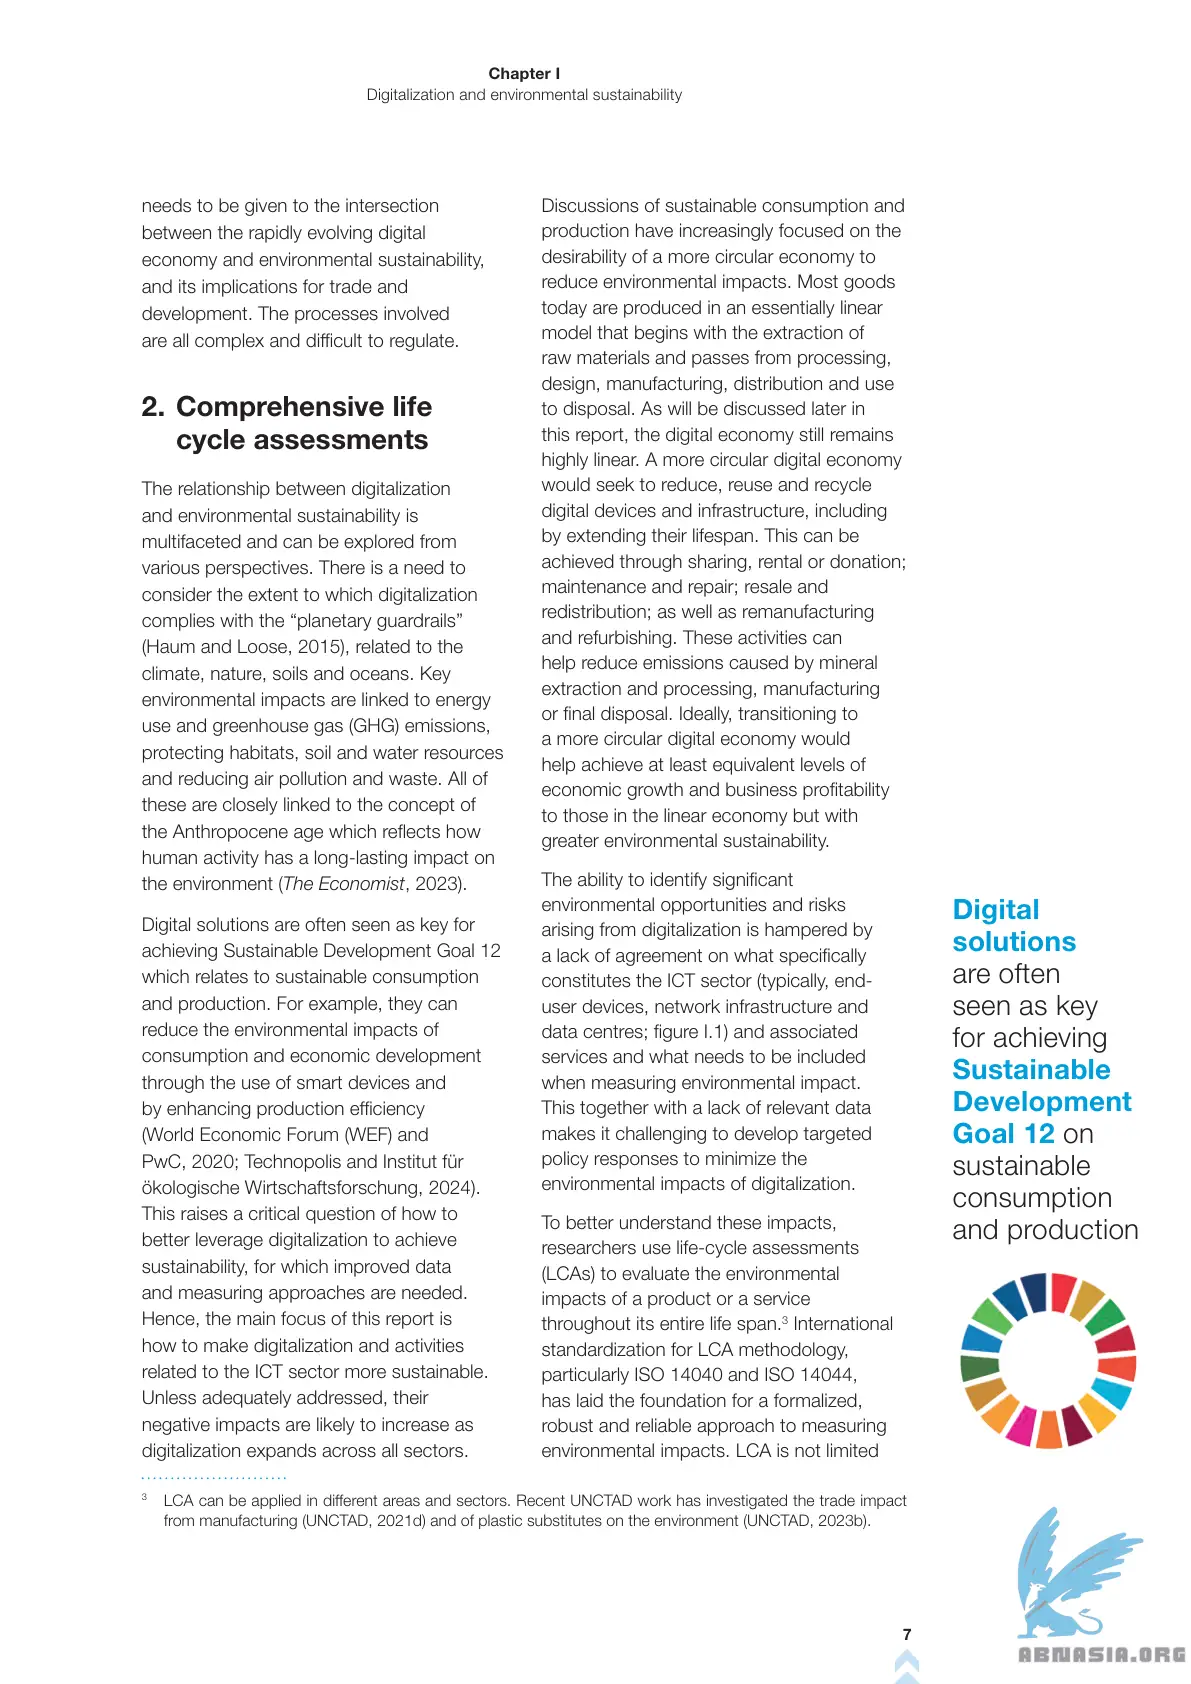 Chapter I
Digitalization and environmental sustainability
needs to be given to the intersection
between the rapidly evolving digital
economy and environmental sustainability,
and its implications for trade and
development. The processes involved
are all complex and difficult to regulate.
2. Comprehensive life
cycle assessments
The relationship between digitalization
and environmental sustainability is
multifaceted and can be explored from
various perspectives. There is a need to
consider the extent to which digitalization
complies with the “planetary guardrails”
(Haum and Loose, 2015), related to the
climate, nature, soils and oceans. Key
environmental impacts are linked to energy
use and greenhouse gas (GHG) emissions,
protecting habitats, soil and water resources
and reducing air pollution and waste. All of
these are closely linked to the concept of
the Anthropocene age which reflects how
human activity has a long-lasting impact on
the environment (The Economist, 2023).
Digital solutions are often seen as key for
achieving Sustainable Development Goal 12
which relates to sustainable consumption
and production. For example, they can
reduce the environmental impacts of
consumption and economic development
through the use of smart devices and
by enhancing production efficiency
(World Economic Forum (WEF) and
PwC, 2020; Technopolis and Institut für
ökologische Wirtschaftsforschung, 2024).
This raises a critical question of how to
better leverage digitalization to achieve
sustainability, for which improved data
and measuring approaches are needed.
Hence, the main focus of this report is
how to make digitalization and activities
related to the ICT sector more sustainable.
Unless adequately addressed, their
negative impacts are likely to increase as
digitalization expands across all sectors.
Discussions of sustainable consumption and
production have increasingly focused on the
desirability of a more circular economy to
reduce environmental impacts. Most goods
today are produced in an essentially linear
model that begins with the extraction of
raw materials and passes from processing,
design, manufacturing, distribution and use
to disposal. As will be discussed later in
this report, the digital economy still remains
highly linear. A more circular digital economy
would seek to reduce, reuse and recycle
digital devices and infrastructure, including
by extending their lifespan. This can be
achieved through sharing, rental or donation;
maintenance and repair; resale and
redistribution; as well as remanufacturing
and refurbishing. These activities can
help reduce emissions caused by mineral
extraction and processing, manufacturing
or final disposal. Ideally, transitioning to
a more circular digital economy would
help achieve at least equivalent levels of
economic growth and business profitability
to those in the linear economy but with
greater environmental sustainability.
The ability to identify significant
environmental opportunities and risks
arising from digitalization is hampered by
a lack of agreement on what specifically
constitutes the ICT sector (typically, end-
user devices, network infrastructure and
data centres; figure I.1) and associated
services and what needs to be included
when measuring environmental impact.
This together with a lack of relevant data
makes it challenging to develop targeted
policy responses to minimize the
environmental impacts of digitalization.
To better understand these impacts,
researchers use life-cycle assessments
(LCAs) to evaluate the environmental
impacts of a product or a service
throughout its entire life span.3 International
standardization for LCA methodology,
particularly ISO 14040 and ISO 14044,
has laid the foundation for a formalized,
robust and reliable approach to measuring
environmental impacts. LCA is not limited
Digital
solutions
are often
seen as key
for achieving
Sustainable
Development
Goal 12 on
sustainable
consumption
and production
3 LCA can be applied in different areas and sectors. Recent UNCTAD work has investigated the trade impact
from manufacturing (UNCTAD, 2021d) and of plastic substitutes on the environment (UNCTAD, 2023b).
7
ABNASIA.ORG